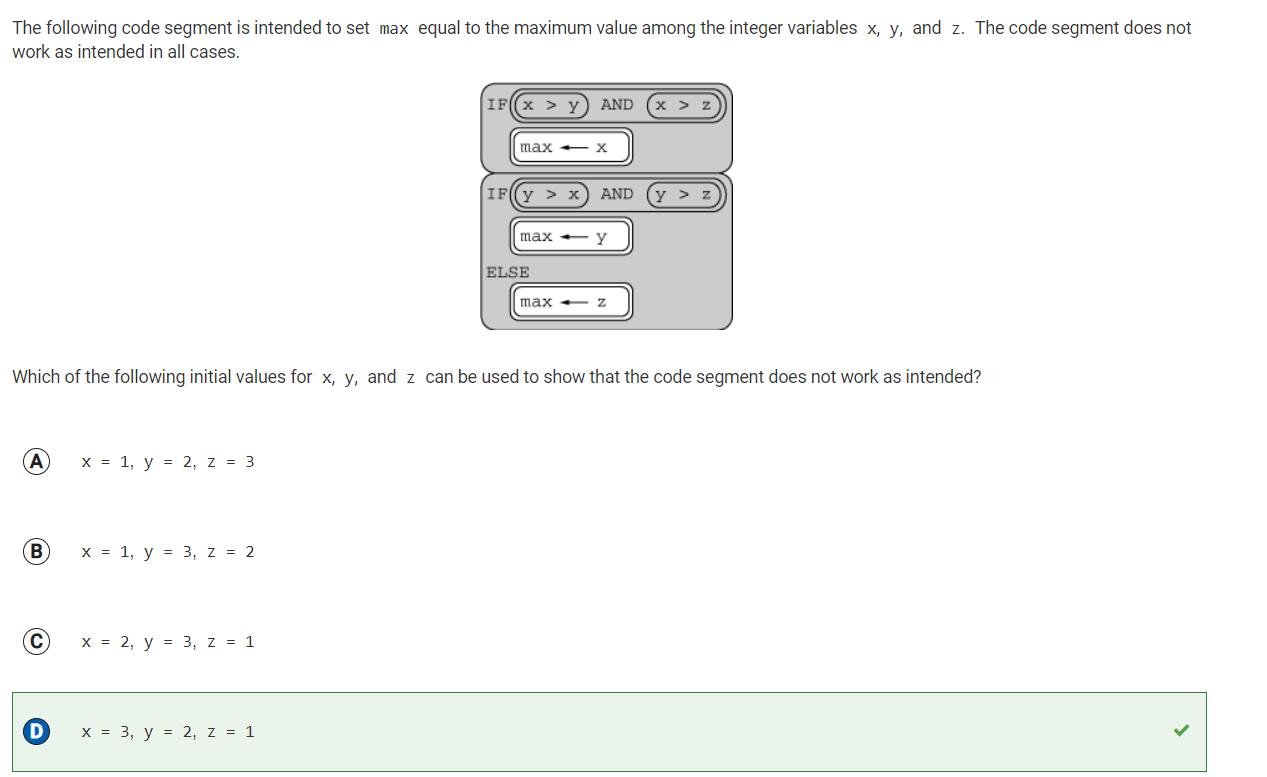 The following code segment is intended to set max equal to the maximum value among the integer variables x, y, and z. The code segment does not
work as intended in all cases.
IF (x > y) AND (x > z)
max ← x
IF (y > x) AND (y > z)
max ← y
ELSE
max ← z
Which of the following initial values for x, y, and z can be used to show that the code segment does not work as intended?
A x = 1, y = 2, z = 3
B x = 1, y = 3, z = 2
C x = 2, y = 3, z = 1
D x = 3, y = 2, z = 1